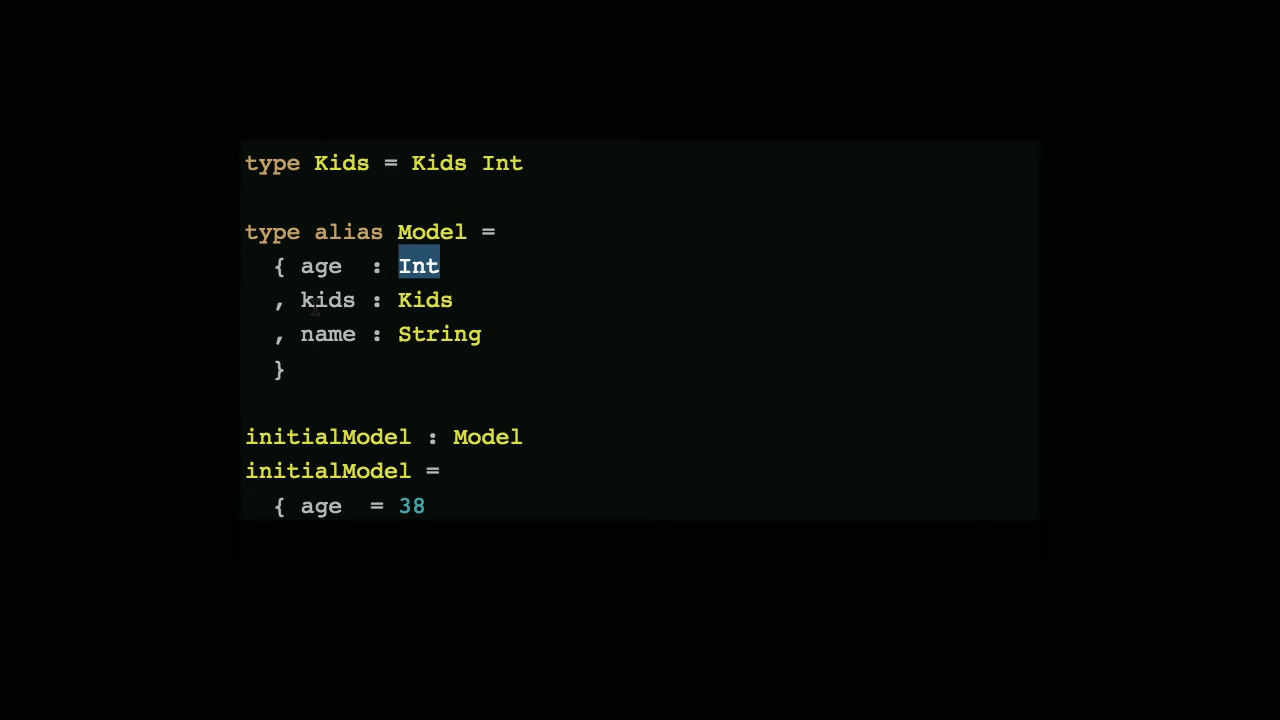 type Kids = Kids Int
type alias Model =
{ age : Int
, kids : Kids
, name : String
}
initialModel : Model
initialModel =
{ age = 38